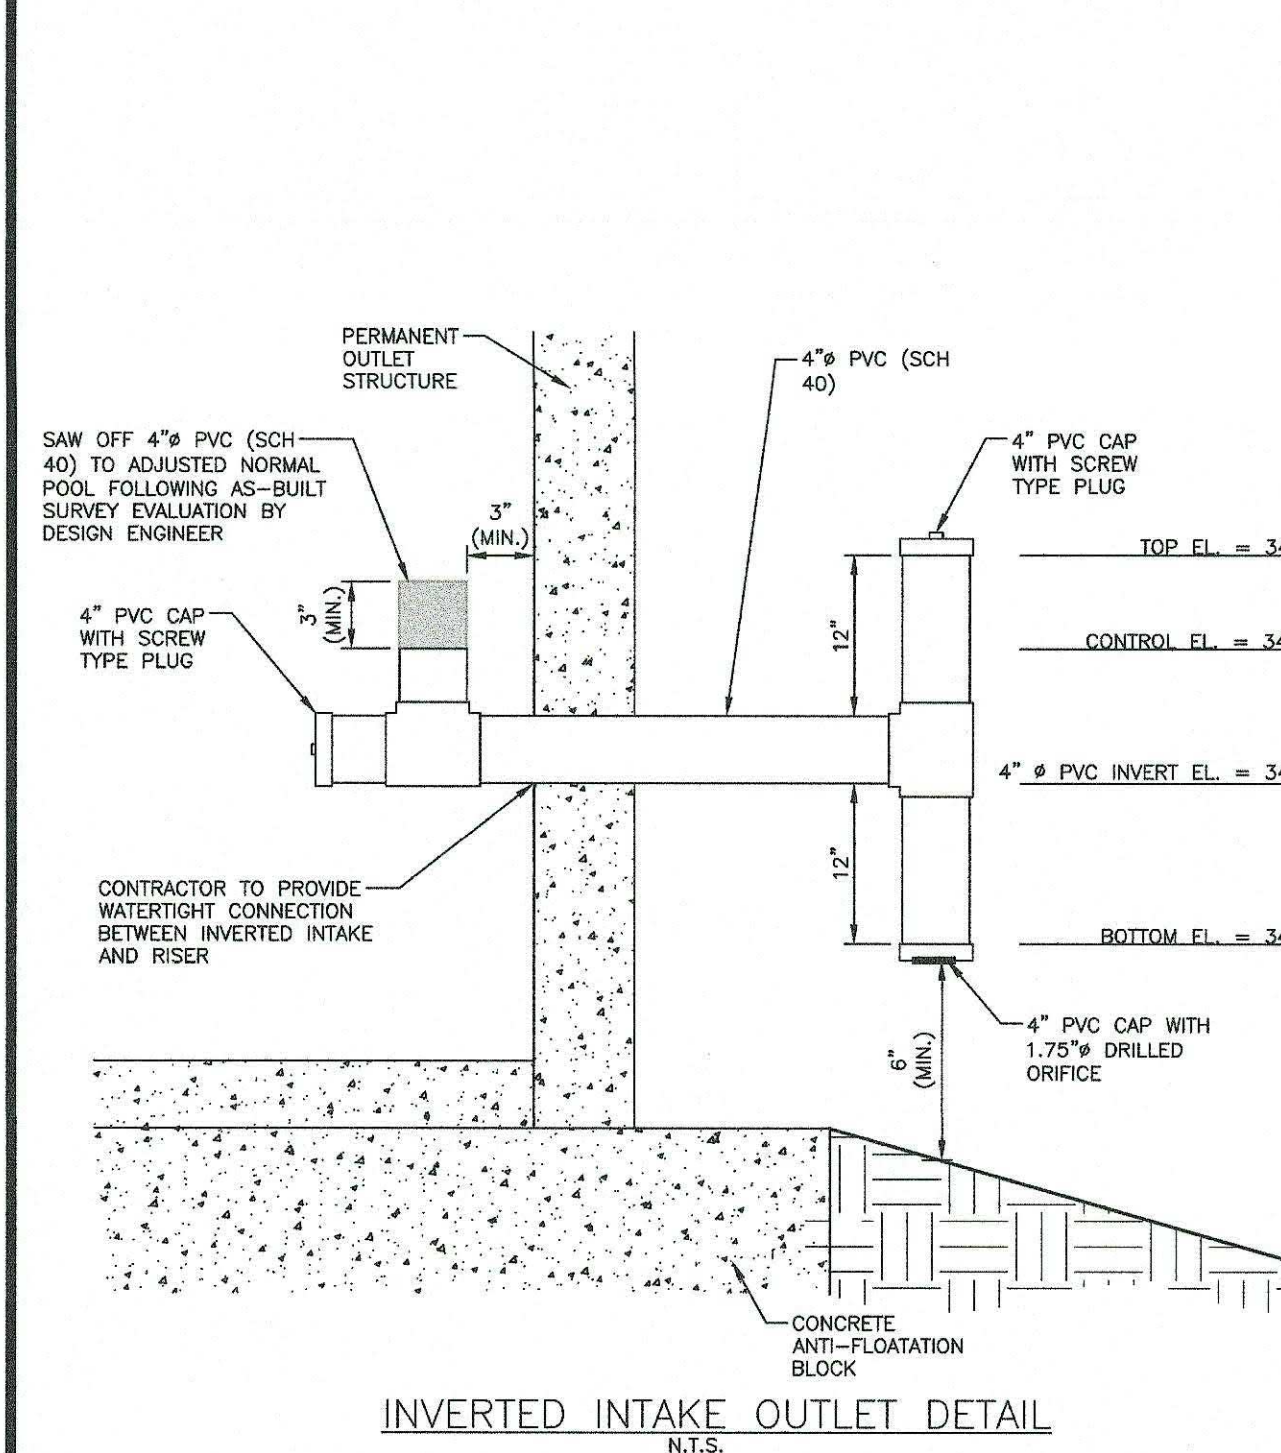 PERMANENT
OUTLET
STRUCTURE
4"ø PVC (SCH
40)
SAW OFF 4"ø PVC (SCH
40) TO ADJUSTED NORMAL
POOL FOLLOWING AS-BUILT
SURVEY EVALUATION BY
DESIGN ENGINEER
3"
(MIN.)
4" PVC CAP
WITH SCREW
TYPE PLUG
3"
(MIN.)
4" PVC CAP
WITH SCREW
TYPE PLUG
12"
TOP EL. = 34
CONTROL EL. = 34
4" ø PVC INVERT EL. = 34
12"
BOTTOM EL. = 34
CONTRACTOR TO PROVIDE
WATERTIGHT CONNECTION
BETWEEN INVERTED INTAKE
AND RISER
6"
(MIN.)
4" PVC CAP WITH
1.75"ø DRILLED
ORIFICE
CONCRETE
ANTI-FLOATATION
BLOCK
INVERTED INTAKE OUTLET DETAIL
N.T.S.